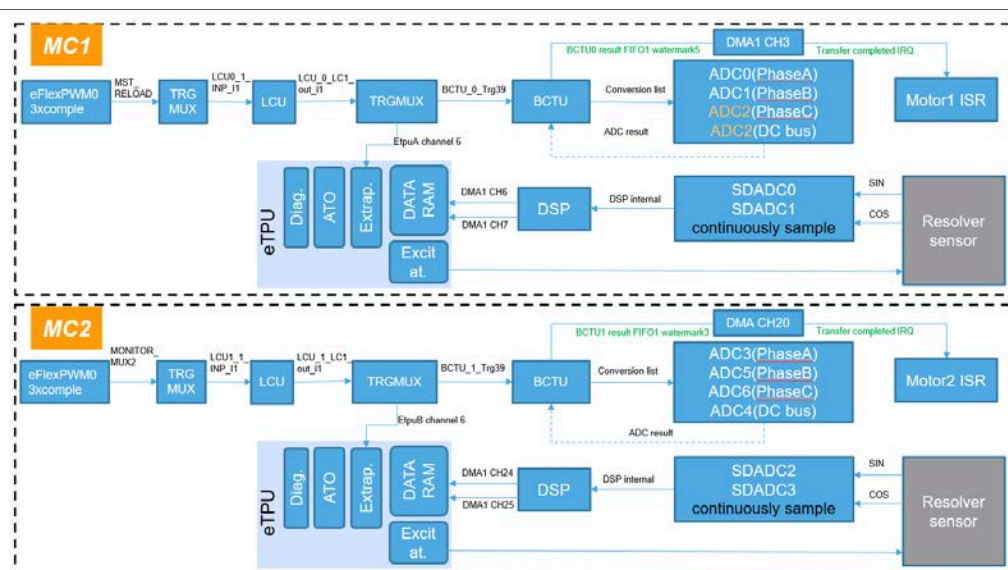 MC1
BCTU0 result FIFO1 watermark5
DMA1 CH3
Transfer completed IRQ
eFlexPWM0
3xcomple
MST_
RELOAD
TRG
MUX
LCU0_1_
INP_I1
LCU
LCU_0_LC1_
out_i1
TRGMUX
BCTU_0_Trg39
BCTU
Conversion list
ADC0(PhaseA)
ADC1(PhaseB)
ADC2(PhaseC)
ADC2(DC bus)
Motor1 ISR
ADC result
EtpuA channel 6
eTPU
Diag.
ATO
Extrap.
DATA
RAM
Excit
at.
DMA1 CH6
DMA1 CH7
DSP
DSP internal
SDADC0
SDADC1
continuously sample
SIN
COS
Resolver
sensor
MC2
BCTU1 result FIFO1 watermark3
DMA CH20
Transfer completed IRQ
eFlexPWM0
3xcomple
MONITOR_
MUX2
TRG
MUX
LCU1_1_
INP_I1
LCU
LCU_1_LC1_
out_i1
TRGMUX
BCTU_1_Trg39
BCTU
Conversion list
ADC3(PhaseA)
ADC5(PhaseB)
ADC6(PhaseC)
ADC4(DC bus)
Motor2 ISR
ADC result
EtpuB channel 6
eTPU
Diag.
ATO
Extrap.
DATA
RAM
Excit
at.
DMA1 CH24
DMA1 CH25
DSP
DSP internal
SDADC2
SDADC3
continuously sample
SIN
COS
Resolver
sensor